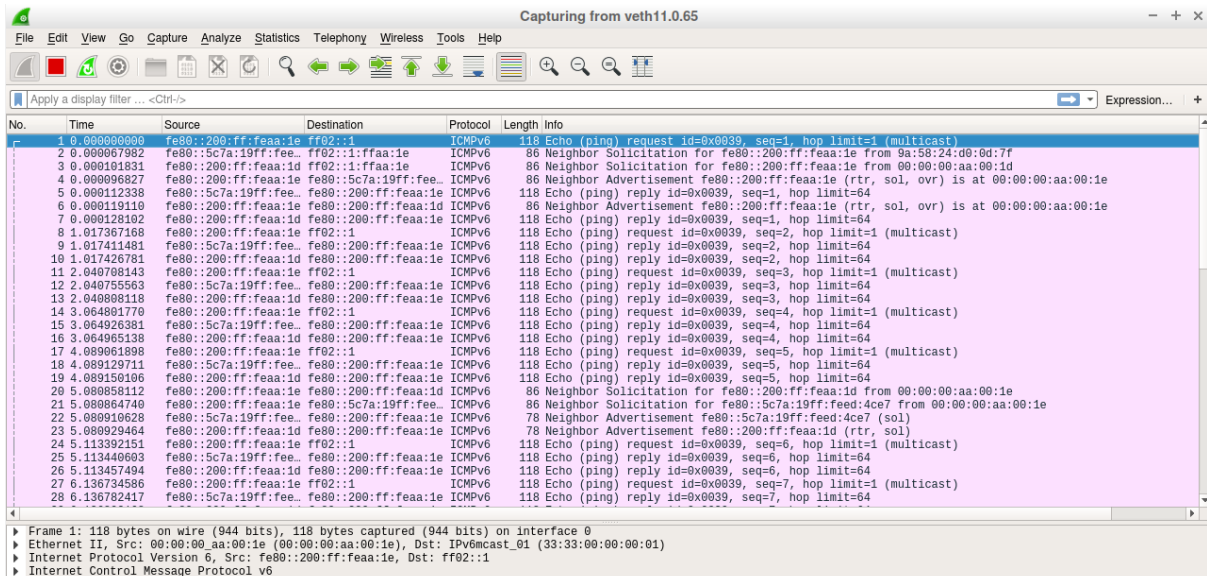 Capturing from veth11.0.65
File Edit View Go Capture Analyze Statistics Telephony Wireless Tools Help
Apply a display filter … <Ctrl-/> Expression… +
No. Time Source Destination Protocol Length Info
1 0.000000000 fe80::200:ff:feaa:1e ff02::1 ICMPv6 118 Echo (ping) request id=0x0039, seq=1, hop limit=1 (multicast)
2 0.000067982 fe80::5c7a:19ff:fee… ff02::1:ffaa:1e ICMPv6 86 Neighbor Solicitation for fe80::200:ff:feaa:1e from 9a:58:24:d0:0d:7f
3 0.000101831 fe80::200:ff:feaa:1d ff02::1:ffaa:1e ICMPv6 86 Neighbor Solicitation for fe80::200:ff:feaa:1e from 00:00:00:aa:00:1d
4 0.000096827 fe80::200:ff:feaa:1e fe80::5c7a:19ff:fee… ICMPv6 86 Neighbor Advertisement fe80::200:ff:feaa:1e (rtr, sol, ovr) is at 00:00:00:aa:00:1e
5 0.000112338 fe80::5c7a:19ff:fee… fe80::200:ff:feaa:1e ICMPv6 118 Echo (ping) reply id=0x0039, seq=1, hop limit=64
6 0.000119110 fe80::200:ff:feaa:1e fe80::200:ff:feaa:1d ICMPv6 86 Neighbor Advertisement fe80::200:ff:feaa:1e (rtr, sol, ovr) is at 00:00:00:aa:00:1e
7 0.000128102 fe80::200:ff:feaa:1d fe80::200:ff:feaa:1e ICMPv6 118 Echo (ping) reply id=0x0039, seq=1, hop limit=64
8 1.017367168 fe80::200:ff:feaa:1e ff02::1 ICMPv6 118 Echo (ping) request id=0x0039, seq=2, hop limit=1 (multicast)
9 1.017411481 fe80::5c7a:19ff:fee… fe80::200:ff:feaa:1e ICMPv6 118 Echo (ping) reply id=0x0039, seq=2, hop limit=64
10 1.017426781 fe80::200:ff:feaa:1d fe80::200:ff:feaa:1e ICMPv6 118 Echo (ping) reply id=0x0039, seq=2, hop limit=64
11 2.040708143 fe80::200:ff:feaa:1e ff02::1 ICMPv6 118 Echo (ping) request id=0x0039, seq=3, hop limit=1 (multicast)
12 2.040755563 fe80::5c7a:19ff:fee… fe80::200:ff:feaa:1e ICMPv6 118 Echo (ping) reply id=0x0039, seq=3, hop limit=64
13 2.040808118 fe80::200:ff:feaa:1d fe80::200:ff:feaa:1e ICMPv6 118 Echo (ping) reply id=0x0039, seq=3, hop limit=64
14 3.064801770 fe80::200:ff:feaa:1e ff02::1 ICMPv6 118 Echo (ping) request id=0x0039, seq=4, hop limit=1 (multicast)
15 3.064926381 fe80::5c7a:19ff:fee… fe80::200:ff:feaa:1e ICMPv6 118 Echo (ping) reply id=0x0039, seq=4, hop limit=64
16 3.064965138 fe80::200:ff:feaa:1d fe80::200:ff:feaa:1e ICMPv6 118 Echo (ping) reply id=0x0039, seq=4, hop limit=64
17 4.089061898 fe80::200:ff:feaa:1e ff02::1 ICMPv6 118 Echo (ping) request id=0x0039, seq=5, hop limit=1 (multicast)
18 4.089129711 fe80::5c7a:19ff:fee… fe80::200:ff:feaa:1e ICMPv6 118 Echo (ping) reply id=0x0039, seq=5, hop limit=64
19 4.089150106 fe80::200:ff:feaa:1d fe80::200:ff:feaa:1e ICMPv6 118 Echo (ping) reply id=0x0039, seq=5, hop limit=64
20 5.080858112 fe80::200:ff:feaa:1e fe80::200:ff:feaa:1d ICMPv6 86 Neighbor Solicitation for fe80::200:ff:feaa:1d from 00:00:00:aa:00:1e
21 5.080864740 fe80::200:ff:feaa:1e fe80::5c7a:19ff:fee… ICMPv6 86 Neighbor Solicitation for fe80::5c7a:19ff:feed:4ce7 from 00:00:00:aa:00:1e
22 5.080910628 fe80::5c7a:19ff:fee… fe80::200:ff:feaa:1e ICMPv6 78 Neighbor Advertisement fe80::5c7a:19ff:feed:4ce7 (sol)
23 5.080929464 fe80::200:ff:feaa:1d fe80::200:ff:feaa:1e ICMPv6 78 Neighbor Advertisement fe80::200:ff:feaa:1d (rtr, sol)
24 5.113392151 fe80::200:ff:feaa:1e ff02::1 ICMPv6 118 Echo (ping) request id=0x0039, seq=6, hop limit=1 (multicast)
25 5.113440603 fe80::5c7a:19ff:fee… fe80::200:ff:feaa:1e ICMPv6 118 Echo (ping) reply id=0x0039, seq=6, hop limit=64
26 5.113457494 fe80::200:ff:feaa:1d fe80::200:ff:feaa:1e ICMPv6 118 Echo (ping) reply id=0x0039, seq=6, hop limit=64
27 6.136734586 fe80::200:ff:feaa:1e ff02::1 ICMPv6 118 Echo (ping) request id=0x0039, seq=7, hop limit=1 (multicast)
28 6.136782417 fe80::5c7a:19ff:fee… fe80::200:ff:feaa:1e ICMPv6 118 Echo (ping) reply id=0x0039, seq=7, hop limit=64
Frame 1: 118 bytes on wire (944 bits), 118 bytes captured (944 bits) on interface 0
Ethernet II, Src: 00:00:00_aa:00:1e (00:00:00:aa:00:1e), Dst: IPv6mcast_01 (33:33:00:00:00:01)
Internet Protocol Version 6, Src: fe80::200:ff:feaa:1e, Dst: ff02::1
Internet Control Message Protocol v6